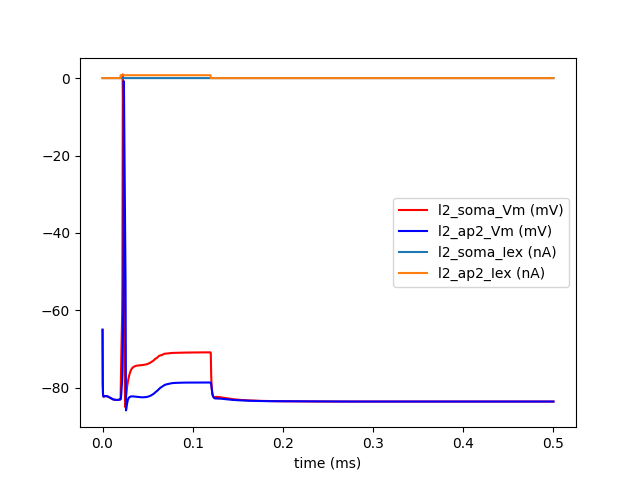 0
−20
−40
−60
−80
0.0 0.1 0.2 0.3 0.4 0.5
time (ms)
l2_soma_Vm (mV)
l2_ap2_Vm (mV)
l2_soma_Iex (nA)
l2_ap2_Iex (nA)